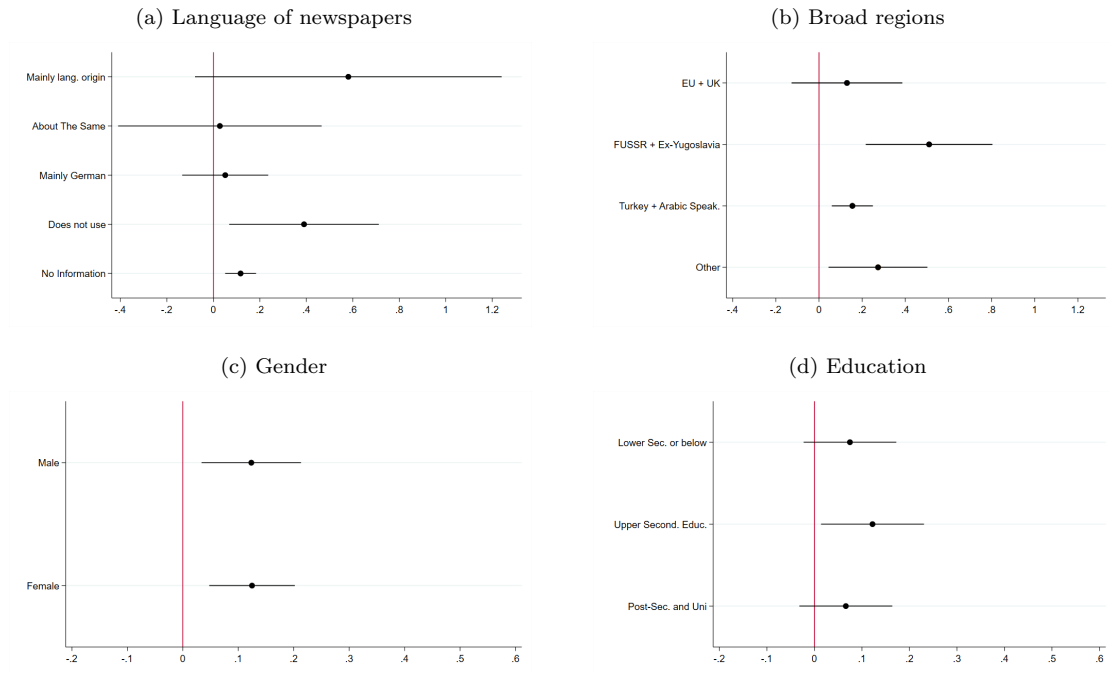 (a) Language of newspapers
Mainly lang. origin
About The Same
Mainly German
Does not use
No Information
-.4 -.2 0 .2 .4 .6 .8 1 1.2
(b) Broad regions
EU + UK
FUSSR + Ex-Yugoslavia
Turkey + Arabic Speak.
Other
-.4 -.2 0 .2 .4 .6 .8 1 1.2
(c) Gender
Male
Female
-.2 -.1 0 .1 .2 .3 .4 .5 .6
(d) Education
Lower Sec. or below
Upper Second. Educ.
Post-Sec. and Uni
-.2 -.1 0 .1 .2 .3 .4 .5 .6